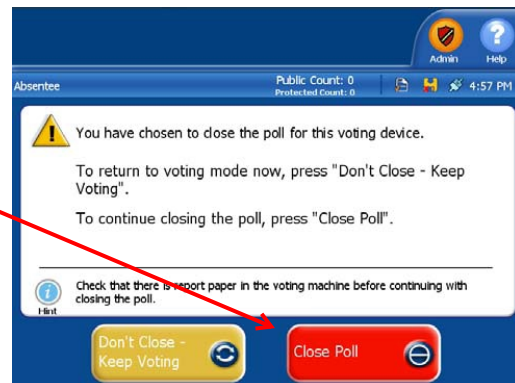 Admin Help
Absentee Public Count: 0 4:57 PM
Protected Count: 0
You have chosen to close the poll for this voting device.
To return to voting mode now, press "Don't Close - Keep
Voting".
To continue closing the poll, press "Close Poll".
Check that there is report paper in the voting machine before continuing with
closing the poll.
Hint
Don't Close -
Keep Voting
Close Poll